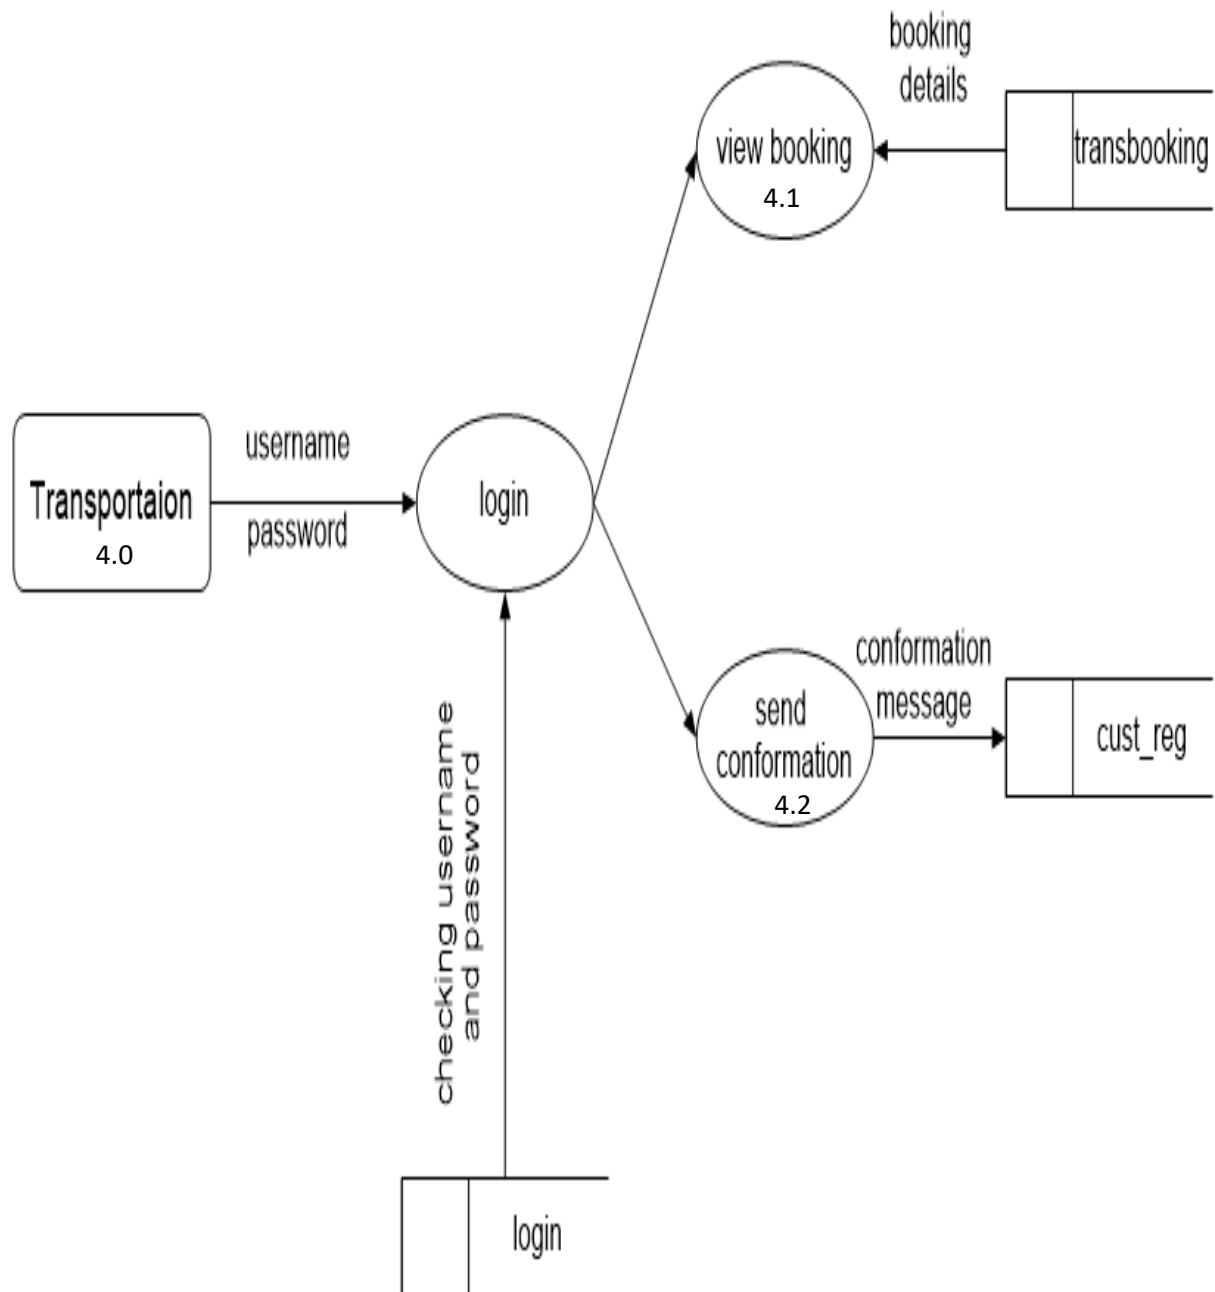 booking
details
view booking
4.1
transbooking
username
Transportaion
4.0
password
login
conformation
message
send
conformation
4.2
cust_reg
checking username
and password
login